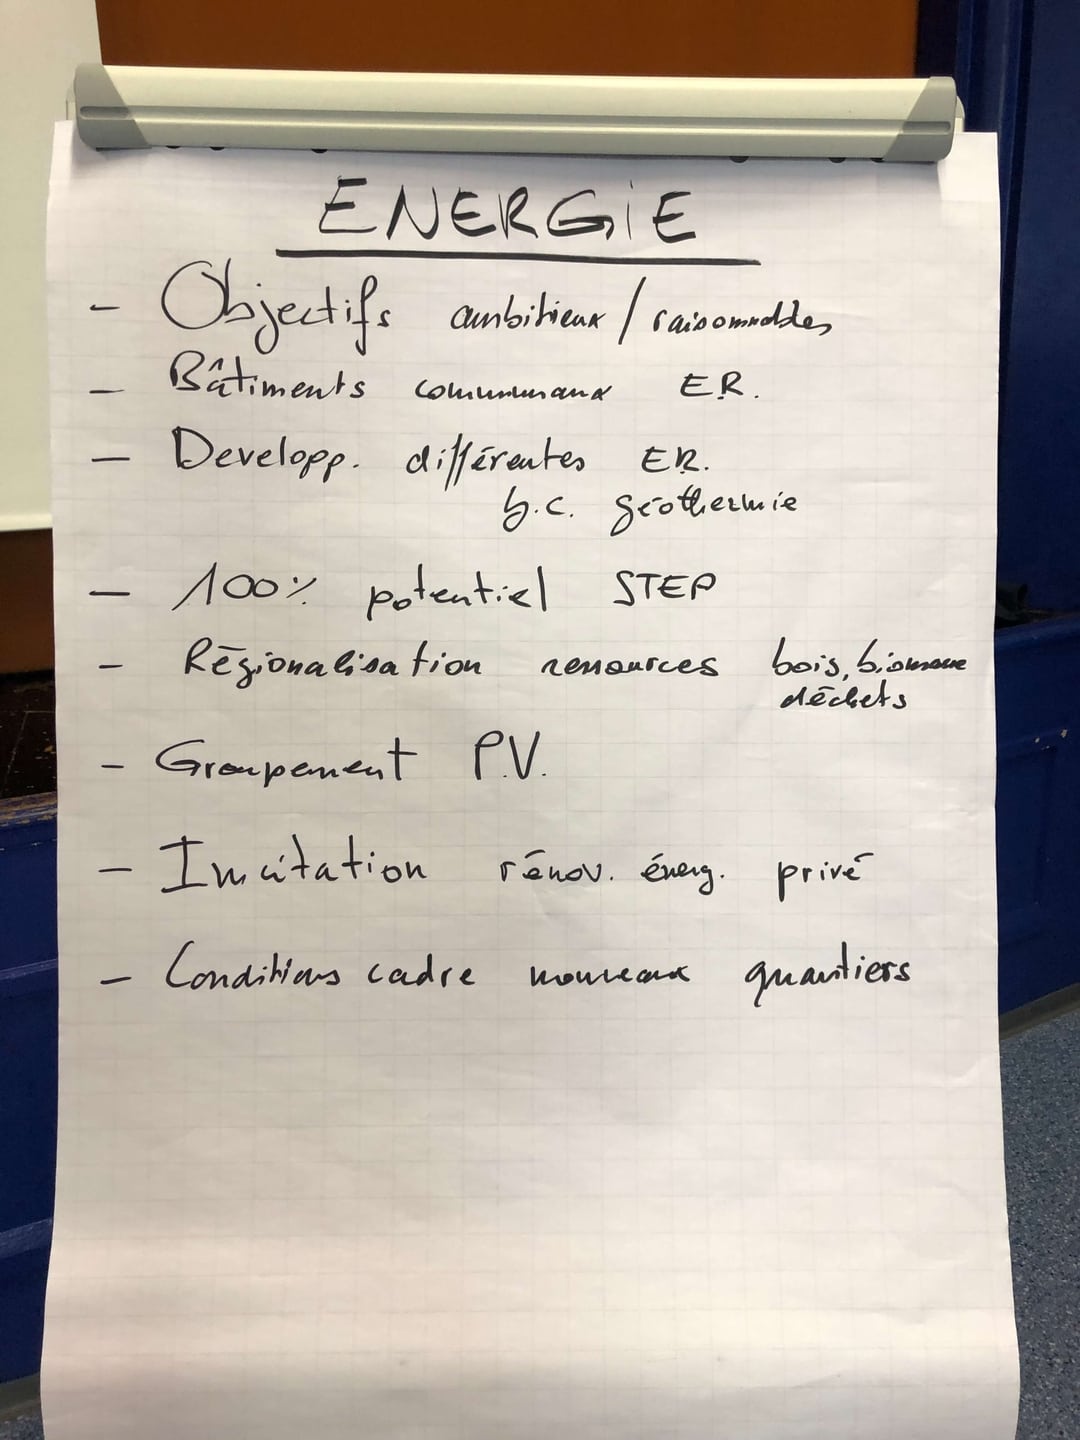 ENERGiE
- Objectifs ambitieux / raisonnables
- Bâtiments communaux E.R.
- Developp. différentes E.R.
y.c. géothermie
- 100% potentiel STEP
- Régionalisation ressources bois, biomasse
déchets
- Groupement P.V.
- Incitation rénov. énerg. privé
- Conditions cadre nouveaux quartiers